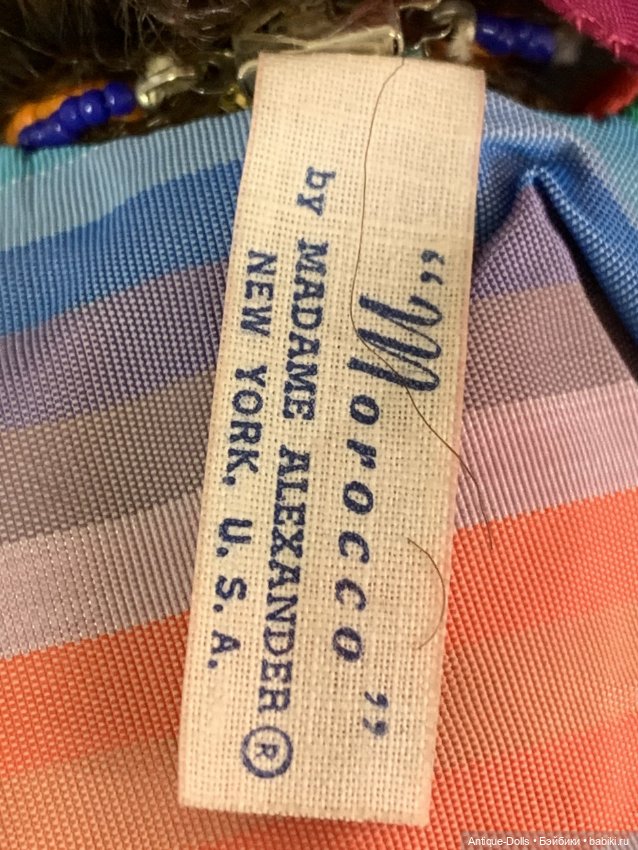 “Morocco”
by MADAME ALEXANDER®
NEW YORK, U.S.A.
Antique-Dolls • Бэйбики • babiki.ru